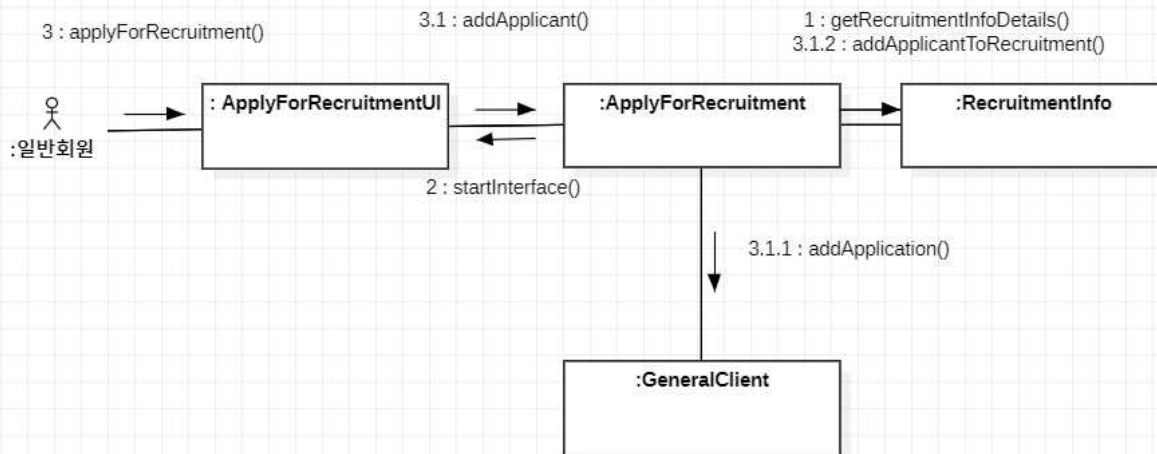 3 : applyForRecruitment()
3.1 : addApplicant()
1 : getRecruitmentInfoDetails()
3.1.2 : addApplicantToRecruitment()
: ApplyForRecruitmentUI
:ApplyForRecruitment
:RecruitmentInfo
:일반회원
2 : startInterface()
3.1.1 : addApplication()
:GeneralClient